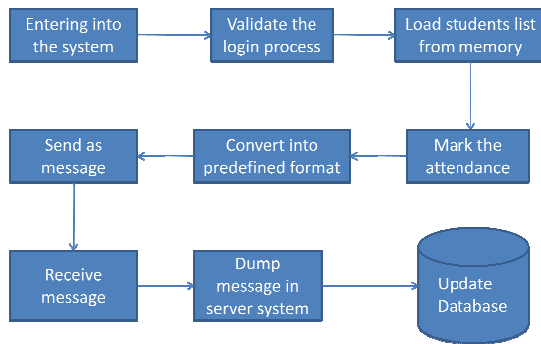 Entering into
the system
Validate the
login process
Load students list
from memory
Mark the
attendance
Convert into
predefined format
Send as
message
Receive
message
Dump
message in
server system
Update
Database